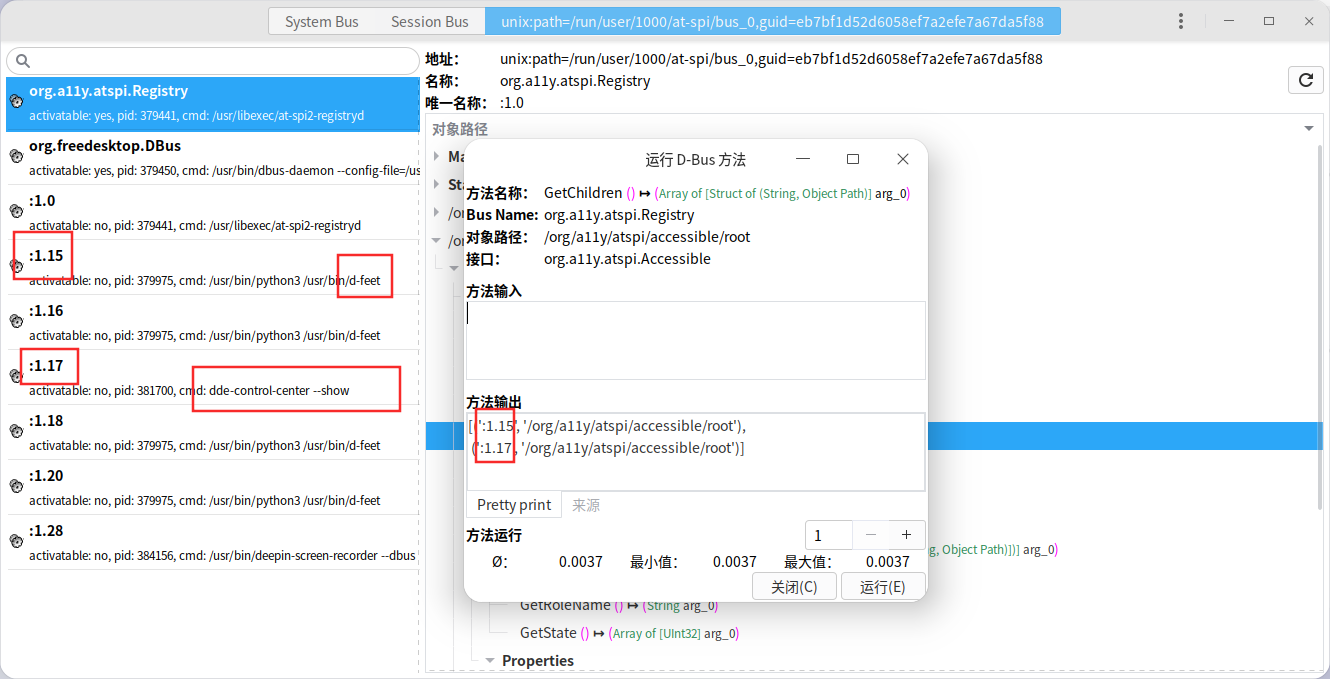 System Bus
Session Bus
unix:path=/run/user/1000/at-spi/bus_0,guid=eb7bf1d52d6058ef7a2efe7a67da5f88
org.a11y.atspi.Registry
activatable: yes, pid: 379441, cmd: /usr/libexec/at-spi2-registryd
org.freedesktop.DBus
activatable: yes, pid: 379450, cmd: /usr/bin/dbus-daemon --config-file=/us
:1.0
activatable: no, pid: 379441, cmd: /usr/libexec/at-spi2-registryd
:1.15
activatable: no, pid: 379975, cmd: /usr/bin/python3 /usr/bin/d-feet
:1.16
activatable: no, pid: 379975, cmd: /usr/bin/python3 /usr/bin/d-feet
:1.17
activatable: no, pid: 381700, cmd: dde-control-center --show
:1.18
activatable: no, pid: 379975, cmd: /usr/bin/python3 /usr/bin/d-feet
:1.20
activatable: no, pid: 379975, cmd: /usr/bin/python3 /usr/bin/d-feet
:1.28
activatable: no, pid: 384156, cmd: /usr/bin/deepin-screen-recorder --dbus
地址： unix:path=/run/user/1000/at-spi/bus_0,guid=eb7bf1d52d6058ef7a2efe7a67da5f88
名称： org.a11y.atspi.Registry
唯一名称： :1.0
对象路径
运行 D-Bus 方法
方法名称： GetChildren () ↦ (Array of [Struct of (String, Object Path)] arg_0)
Bus Name: org.a11y.atspi.Registry
对象路径： /org/a11y/atspi/accessible/root
接口： org.a11y.atspi.Accessible
方法输入
方法输出
[(':1.15', '/org/a11y/atspi/accessible/root'),
(':1.17', '/org/a11y/atspi/accessible/root')]
Pretty print
来源
方法运行
1
Ø： 0.0037 最小值： 0.0037 最大值： 0.0037
关闭(C)
运行(E)
g, Object Path)])] arg_0)
GetRoleName () ↦ (String arg_0)
GetState () ↦ (Array of [UInt32] arg_0)
Properties